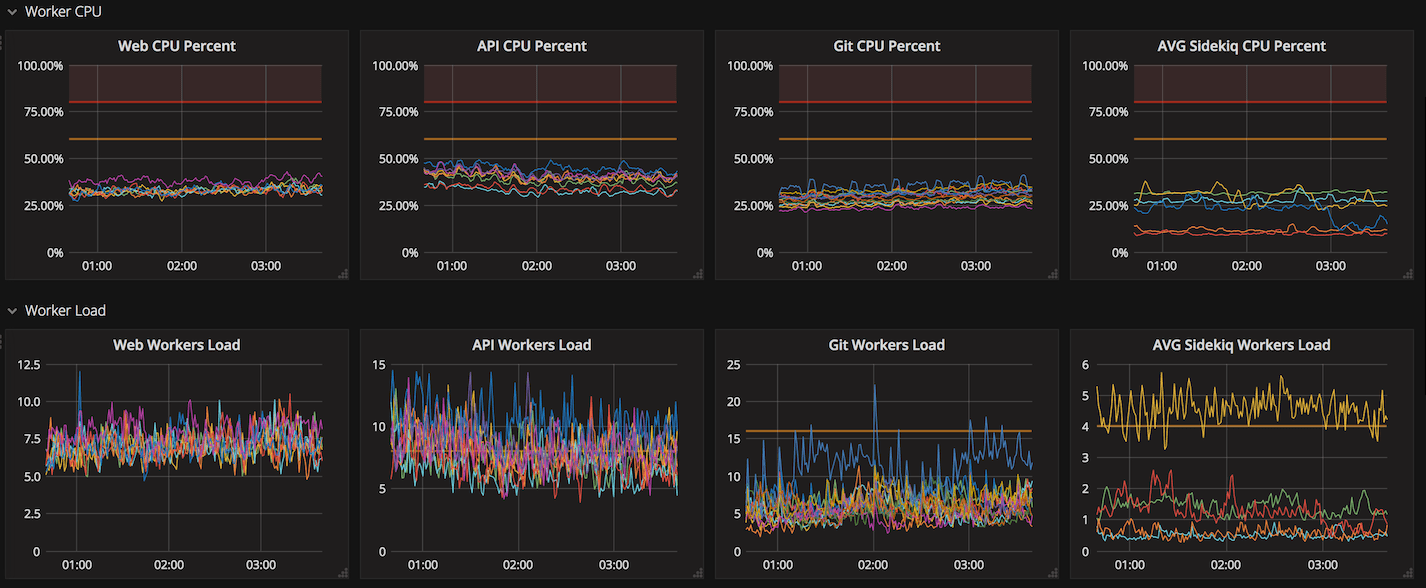 Worker CPU
Web CPU Percent
100.00%
75.00%
50.00%
25.00%
0%
01:00 02:00 03:00
API CPU Percent
100.00%
75.00%
50.00%
25.00%
0%
01:00 02:00 03:00
Git CPU Percent
100.00%
75.00%
50.00%
25.00%
0%
01:00 02:00 03:00
AVG Sidekiq CPU Percent
100.00%
75.00%
50.00%
25.00%
0%
01:00 02:00 03:00
Worker Load
Web Workers Load
12.5
10.0
7.5
5.0
2.5
0
01:00 02:00 03:00
API Workers Load
15
10
5
0
01:00 02:00 03:00
Git Workers Load
25
20
15
10
5
0
01:00 02:00 03:00
AVG Sidekiq Workers Load
6
5
4
3
2
1
0
01:00 02:00 03:00